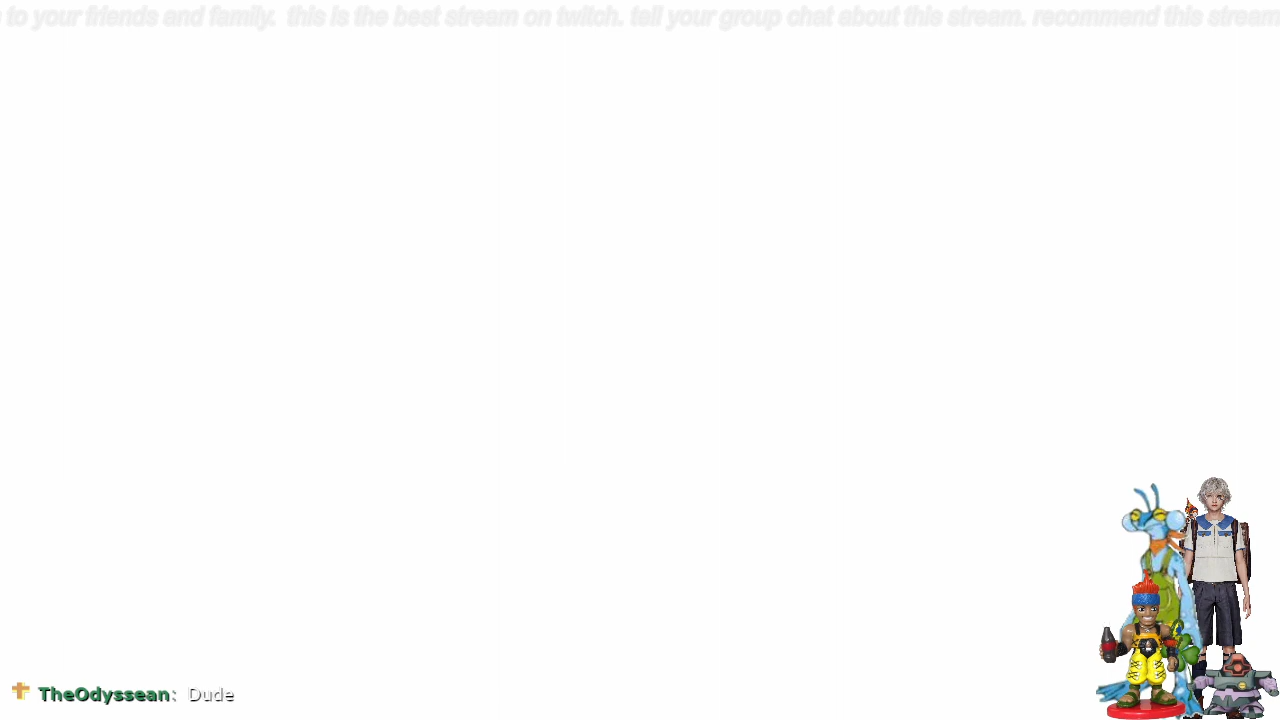 to your friends and family. this is the best stream on twitch. tell your group chat about this stream. recommend this stream
TheOdyssean: Dude